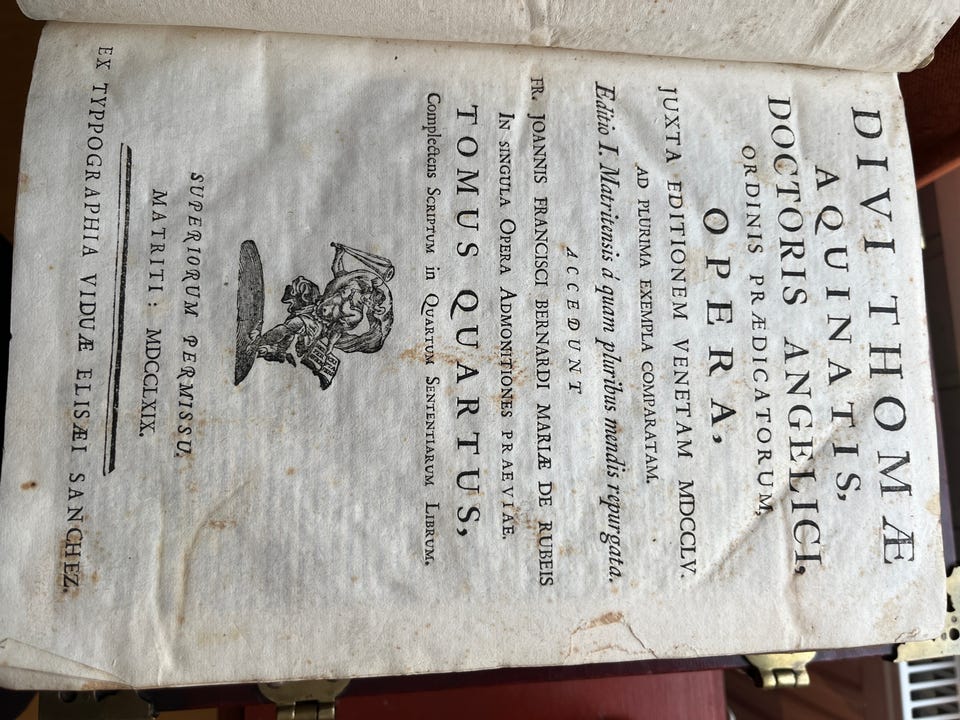 DIVI THOMÆ
AQUINATIS,
DOCTORIS ANGELICI,
ORDINIS PRÆDICATORUM,
OPERA,
JUXTA EDITIONEM VENETAM MDCCLV.
AD PLURIMA EXEMPLA COMPARATAM.
Editio I. Matritensis à quam pluribus mendis repurgata.
ACCEDUNT
FR. JOANNIS FRANCISCI BERNARDI MARIÆ DE RUBEIS
IN SINGULA OPERA ADMONITIONES PRAEVIAE.
TOMUS QUARTUS,
Complectens SCRIPTUM in QUARTUM SENTENTIARUM LIBRUM.
SUPERIORUM PERMISSU.
MATRITI: MDCCLXIX.
EX TYPPOGRAPHIA VIDUÆ ELISÆI SANCHEZ.